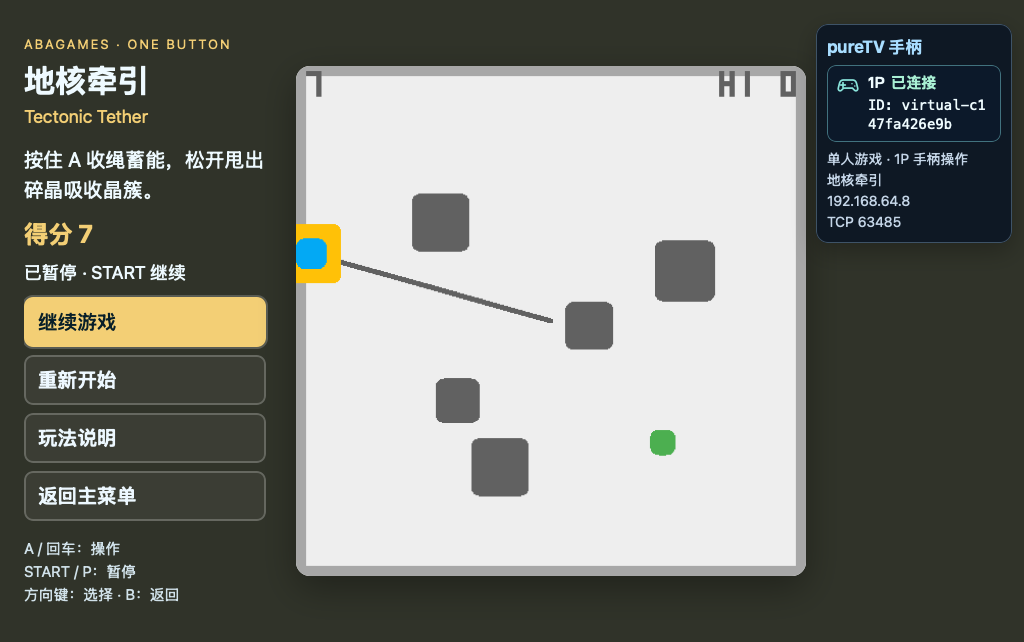 ABAGAMES · ONE BUTTON
地核牵引
Tectonic Tether
按住 A 收绳蓄能，松开甩出
碎晶吸收晶簇。
得分 7
已暂停 · START 继续
继续游戏
重新开始
玩法说明
返回主菜单
A / 回车：操作
START / P：暂停
方向键：选择 · B：返回
7
HI 0
pureTV 手柄
1P 已连接
ID: virtual-c1
47fa426e9b
单人游戏 · 1P 手柄操作
地核牵引
192.168.64.8
TCP 63485